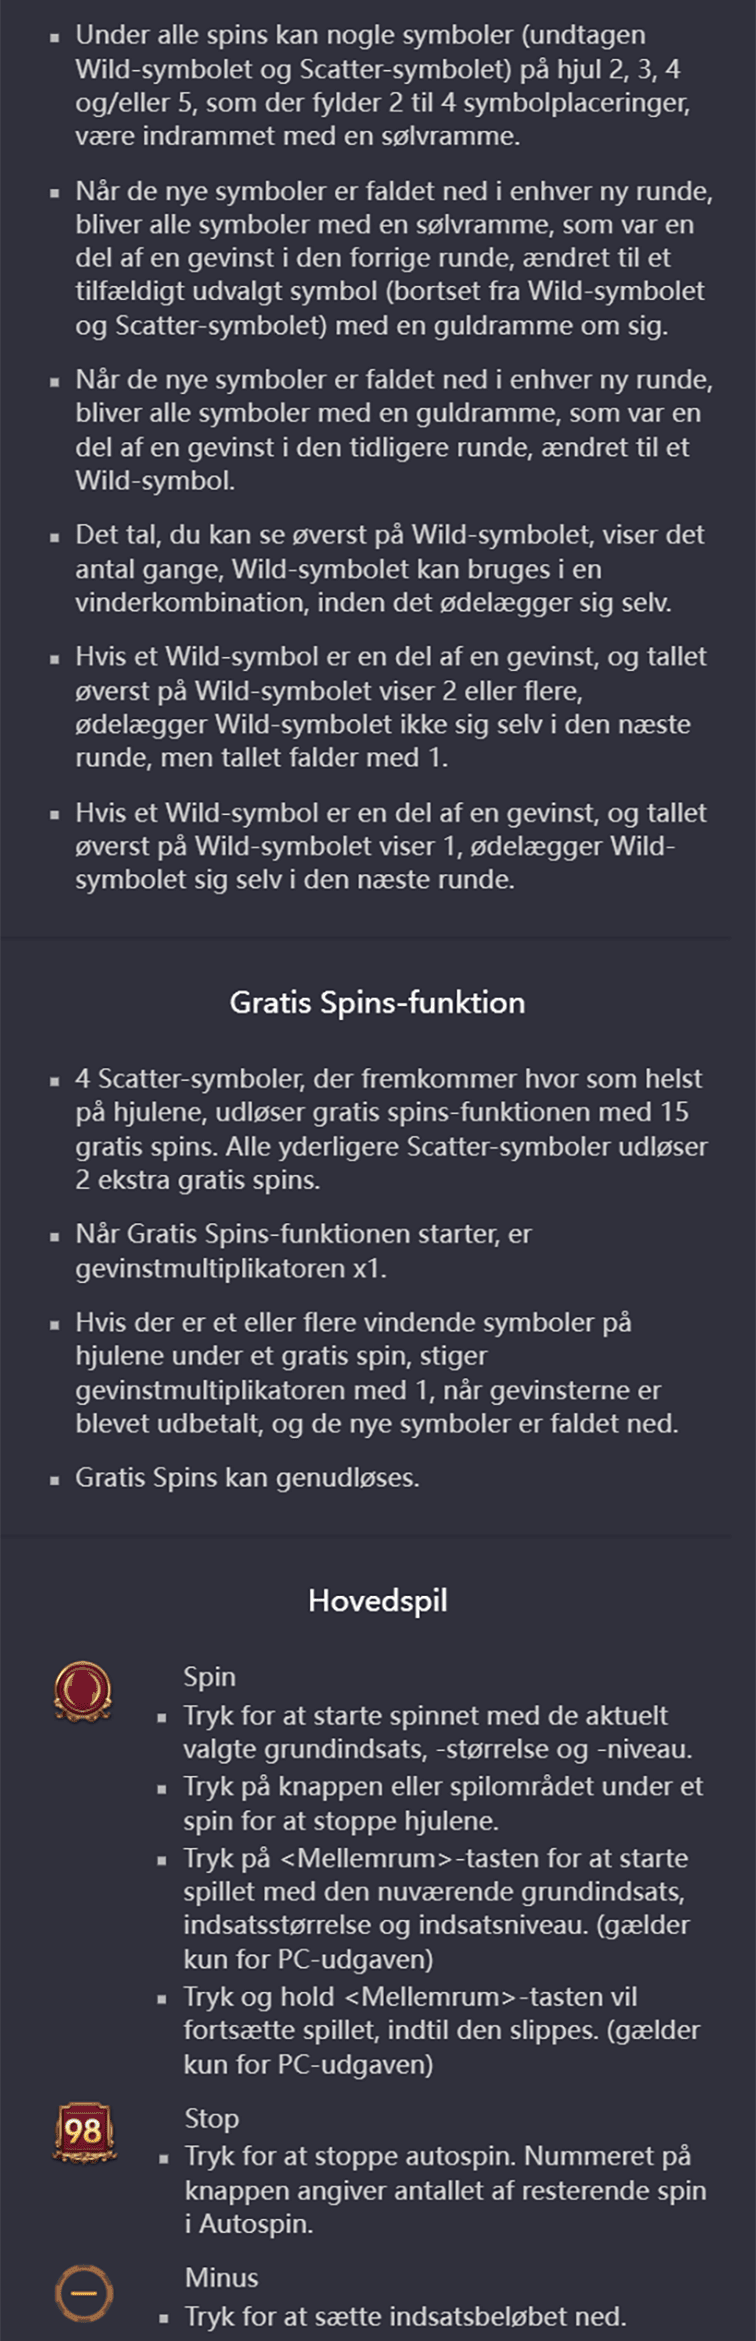 Under alle spins kan nogle symboler (undtagen
Wild-symbolet og Scatter-symbolet) på hjul 2, 3, 4
og/eller 5, som der fylder 2 til 4 symbolplaceringer,
være indrammet med en sølvramme.
Når de nye symboler er faldet ned i enhver ny runde,
bliver alle symboler med en sølvramme, som var en
del af en gevinst i den forrige runde, ændret til et
tilfældigt udvalgt symbol (bortset fra Wild-symbolet
og Scatter-symbolet) med en guldramme om sig.
Når de nye symboler er faldet ned i enhver ny runde,
bliver alle symboler med en guldramme, som var en
del af en gevinst i den tidligere runde, ændret til et
Wild-symbol.
Det tal, du kan se øverst på Wild-symbolet, viser det
antal gange, Wild-symbolet kan bruges i en
vinderkombination, inden det ødelægger sig selv.
Hvis et Wild-symbol er en del af en gevinst, og tallet
øverst på Wild-symbolet viser 2 eller flere,
ødelægger Wild-symbolet ikke sig selv i den næste
runde, men tallet falder med 1.
Hvis et Wild-symbol er en del af en gevinst, og tallet
øverst på Wild-symbolet viser 1, ødelægger Wild-
symbolet sig selv i den næste runde.
Gratis Spins-funktion
4 Scatter-symboler, der fremkommer hvor som helst
på hjulene, udløser gratis spins-funktionen med 15
gratis spins. Alle yderligere Scatter-symboler udløser
2 ekstra gratis spins.
Når Gratis Spins-funktionen starter, er
gevinstmultiplikatoren x1.
Hvis der er et eller flere vindende symboler på
hjulene under et gratis spin, stiger
gevinstmultiplikatoren med 1, når gevinsterne er
blevet udbetalt, og de nye symboler er faldet ned.
Gratis Spins kan genudløses.
Hovedspil
Spin
Tryk for at starte spinnet med de aktuelt
valgte grundindsats, -størrelse og -niveau.
Tryk på knappen eller spilområdet under et
spin for at stoppe hjulene.
Tryk på <Mellemrum>-tasten for at starte
spillet med den nuværende grundindsats,
indsatsstørrelse og indsatsniveau. (gælder
kun for PC-udgaven)
Tryk og hold <Mellemrum>-tasten vil
fortsætte spillet, indtil den slippes. (gælder
kun for PC-udgaven)
98
Stop
Tryk for at stoppe autospin. Nummeret på
knappen angiver antallet af resterende spin
i Autospin.
Minus
Tryk for at sætte indsatsbeløbet ned.